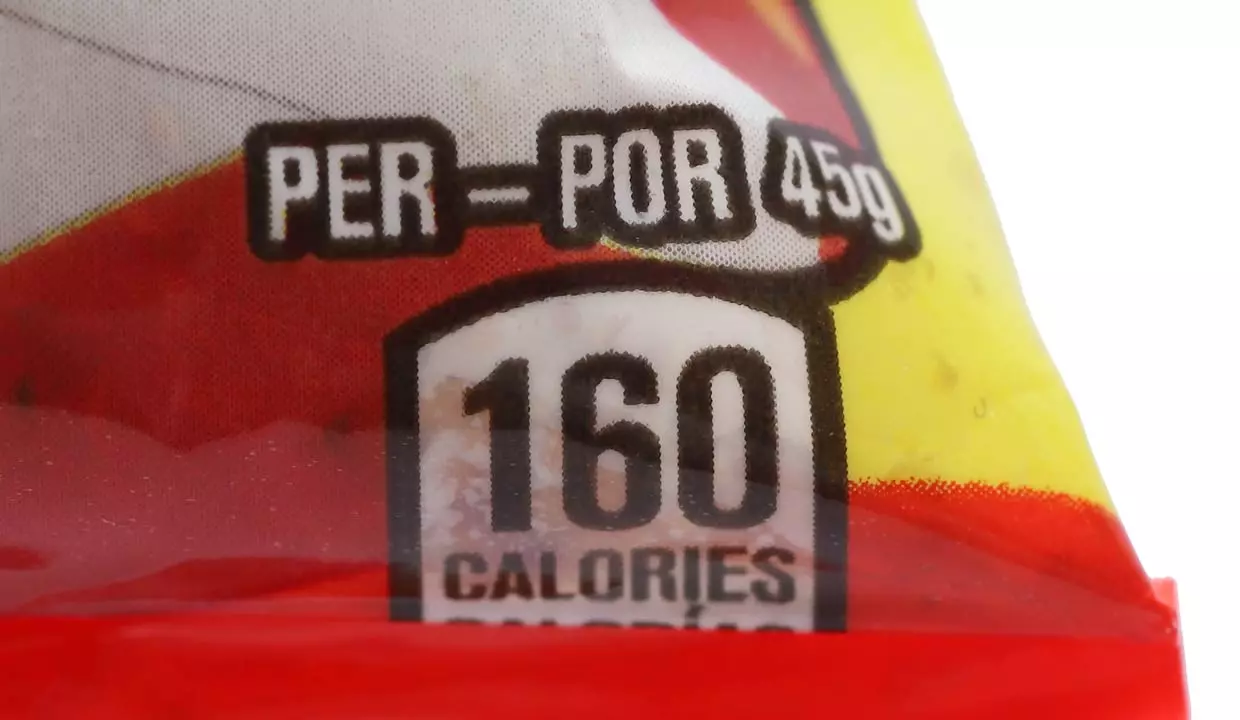 PER – POR 45g
160
CALORIES